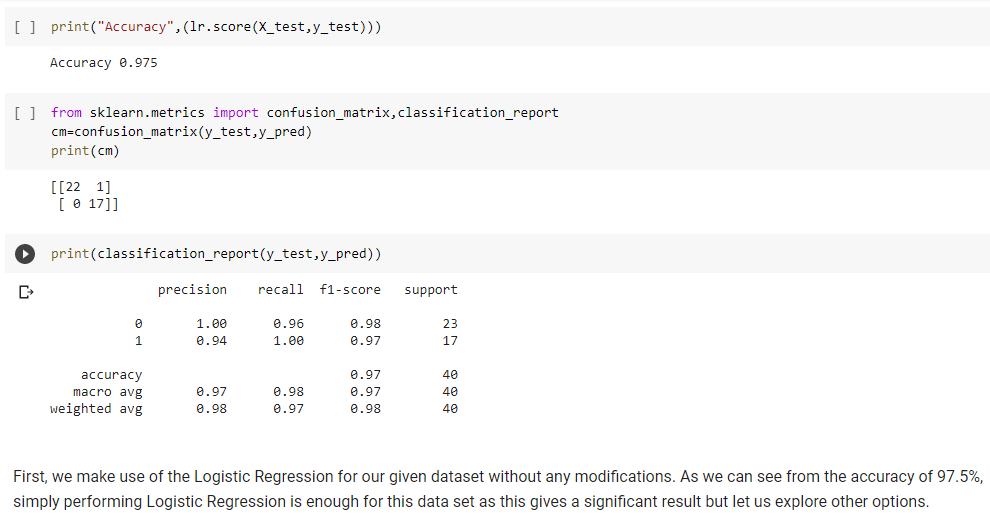 [ ] print("Accuracy",(lr.score(X_test,y_test)))
Accuracy 0.975
[ ] from sklearn.metrics import confusion_matrix,classification_report
cm=confusion_matrix(y_test,y_pred)
print(cm)
[[22  1]
 [ 0 17]]
print(classification_report(y_test,y_pred))
precision    recall  f1-score   support
0       1.00      0.96      0.98        23
1       0.94      1.00      0.97        17
accuracy                           0.97        40
macro avg       0.97      0.98      0.97        40
weighted avg       0.98      0.97      0.98        40
First, we make use of the Logistic Regression for our given dataset without any modifications. As we can see from the accuracy of 97.5%,
simply performing Logistic Regression is enough for this data set as this gives a significant result but let us explore other options.